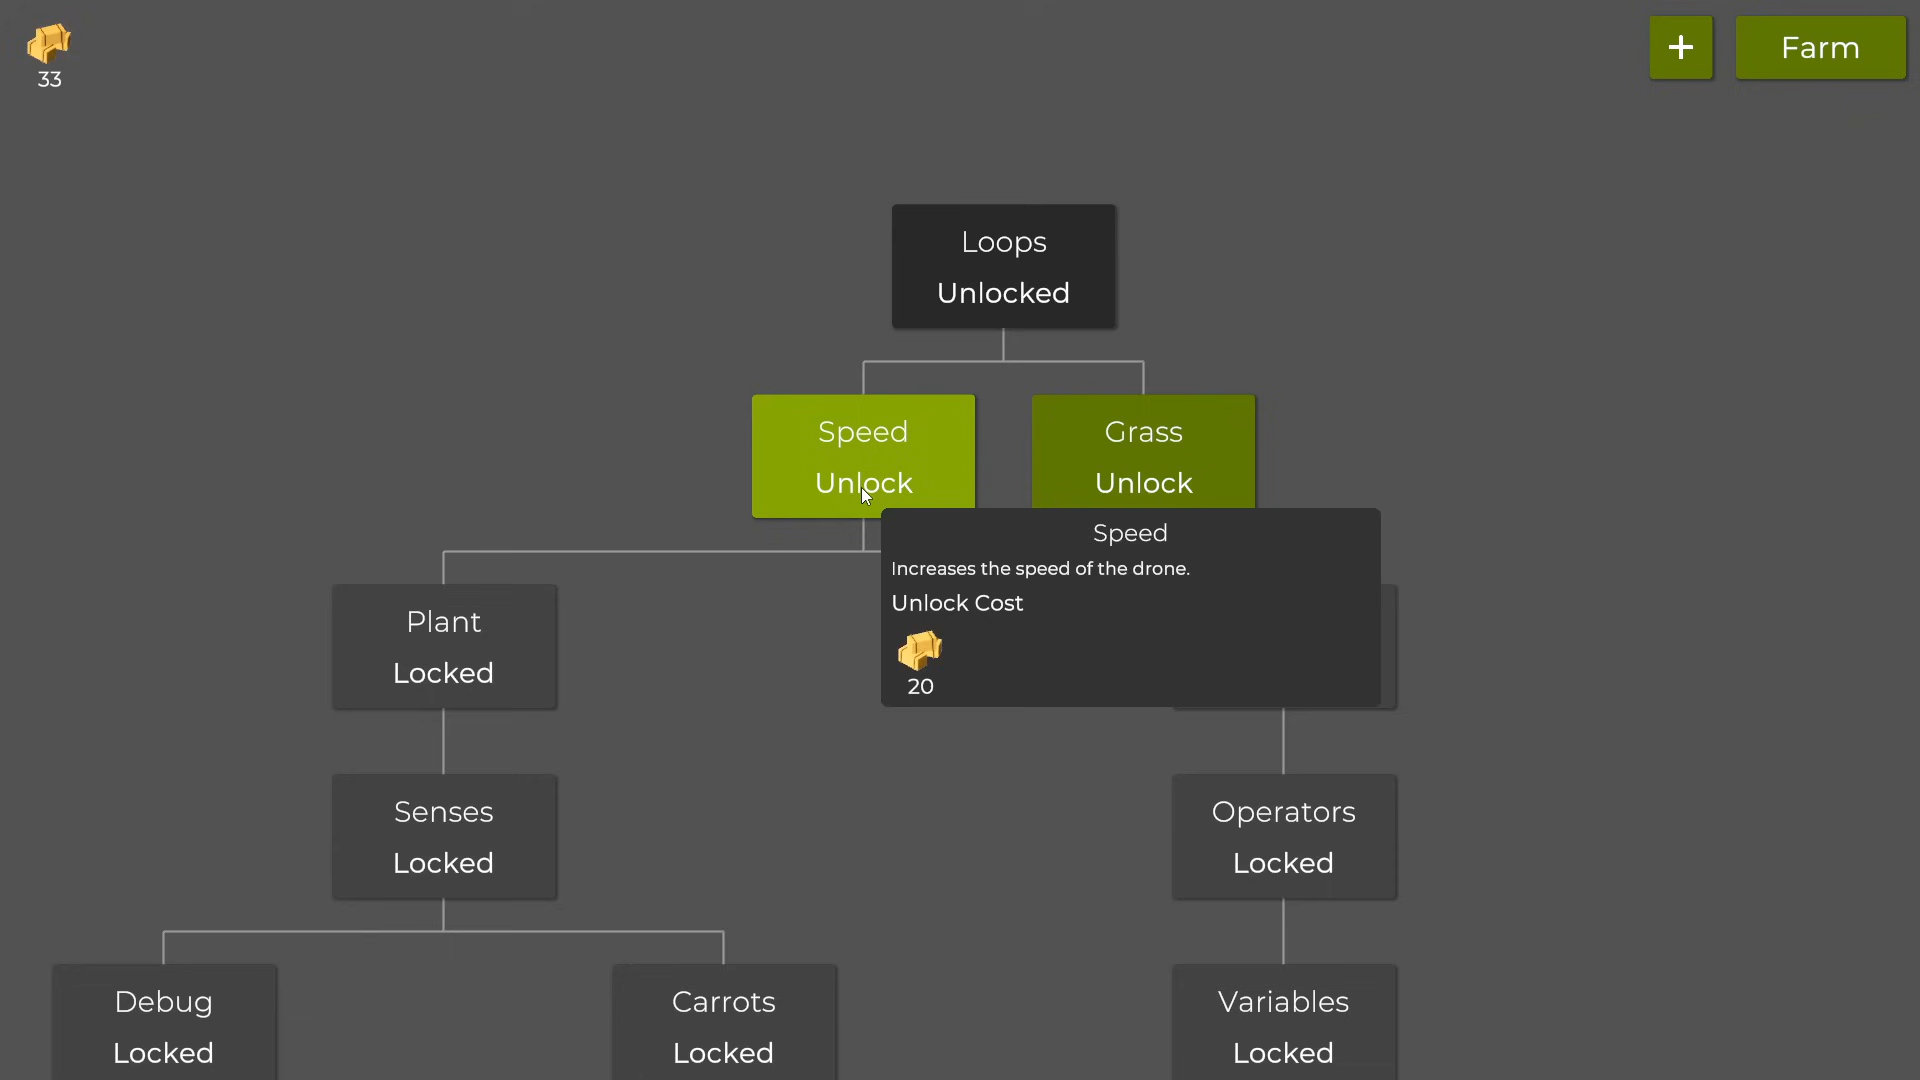 33
+
Farm
Loops
Unlocked
Speed
Unlock
Grass
Unlock
Speed
Increases the speed of the drone.
Unlock Cost
20
Plant
Locked
Senses
Locked
Operators
Locked
Debug
Locked
Carrots
Locked
Variables
Locked